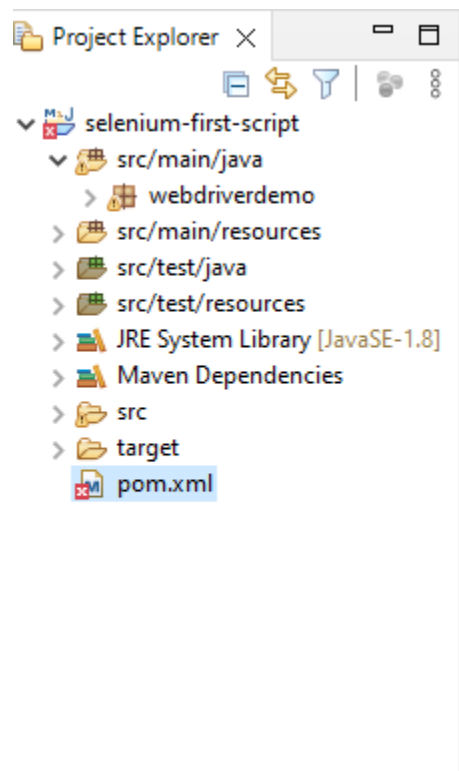 Project Explorer
selenium-first-script
src/main/java
webdriverdemo
src/main/resources
src/test/java
src/test/resources
JRE System Library [JavaSE-1.8]
Maven Dependencies
src
target
pom.xml